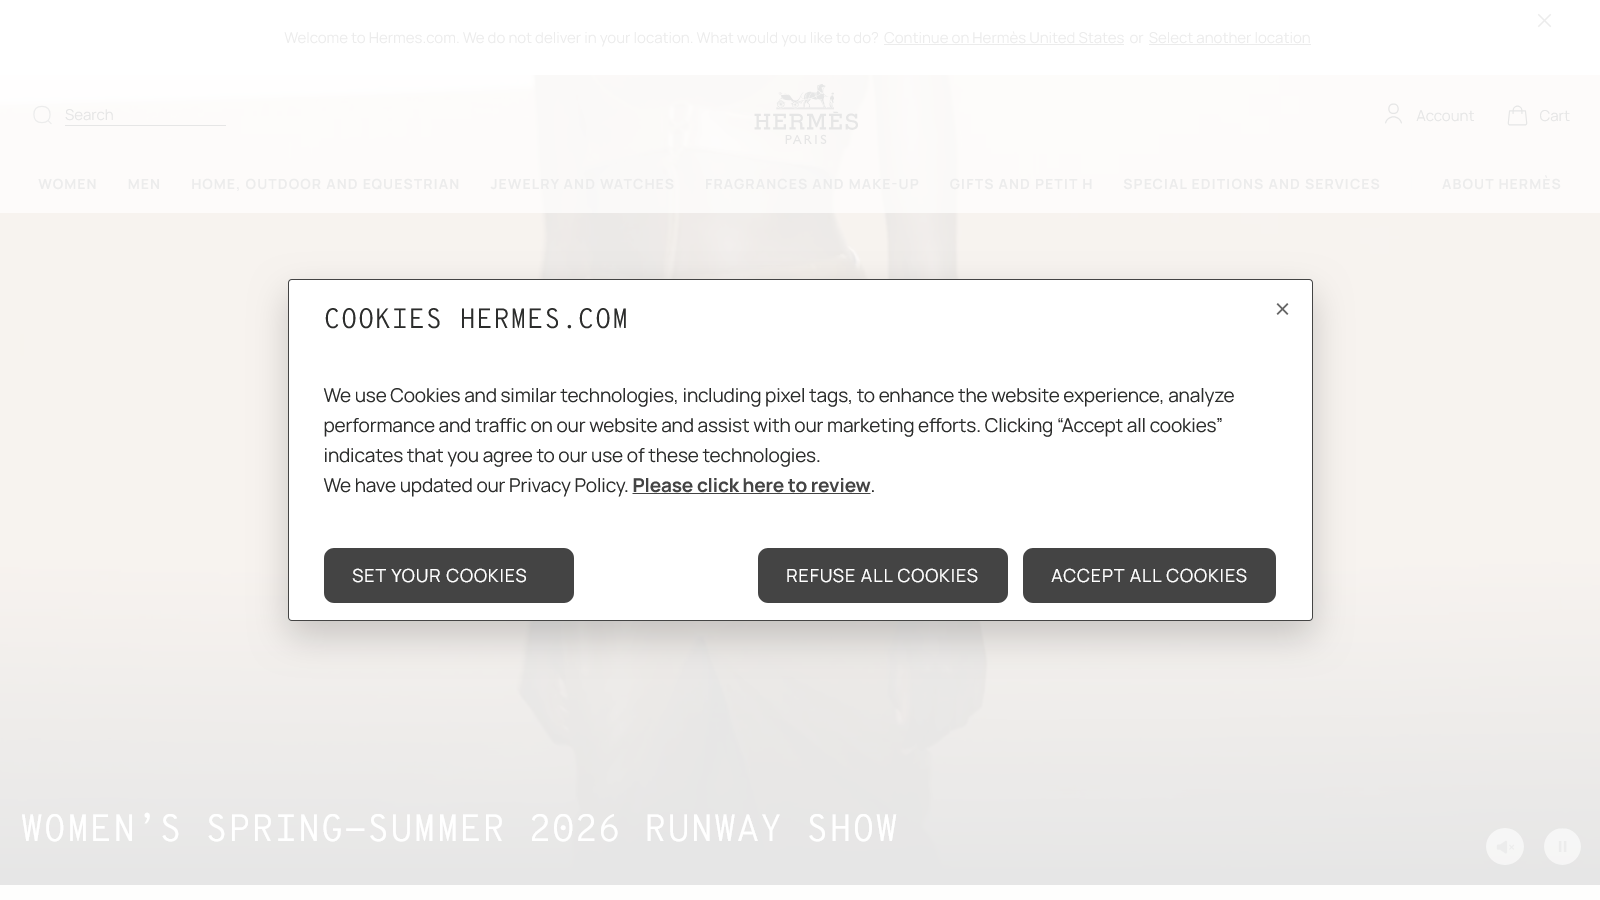 Welcome to Hermes.com. We do not deliver in your location. What would you like to do? Continue on Hermès United States or Select another location
Search
HERMÈS
PARIS
Account
Cart
WOMEN
MEN
HOME, OUTDOOR AND EQUESTRIAN
JEWELRY AND WATCHES
FRAGRANCES AND MAKE-UP
GIFTS AND PETIT H
SPECIAL EDITIONS AND SERVICES
ABOUT HERMÈS
COOKIES HERMES.COM
We use Cookies and similar technologies, including pixel tags, to enhance the website experience, analyze
performance and traffic on our website and assist with our marketing efforts. Clicking “Accept all cookies”
indicates that you agree to our use of these technologies.
We have updated our Privacy Policy. Please click here to review.
SET YOUR COOKIES
REFUSE ALL COOKIES
ACCEPT ALL COOKIES
WOMEN’S SPRING–SUMMER 2026 RUNWAY SHOW